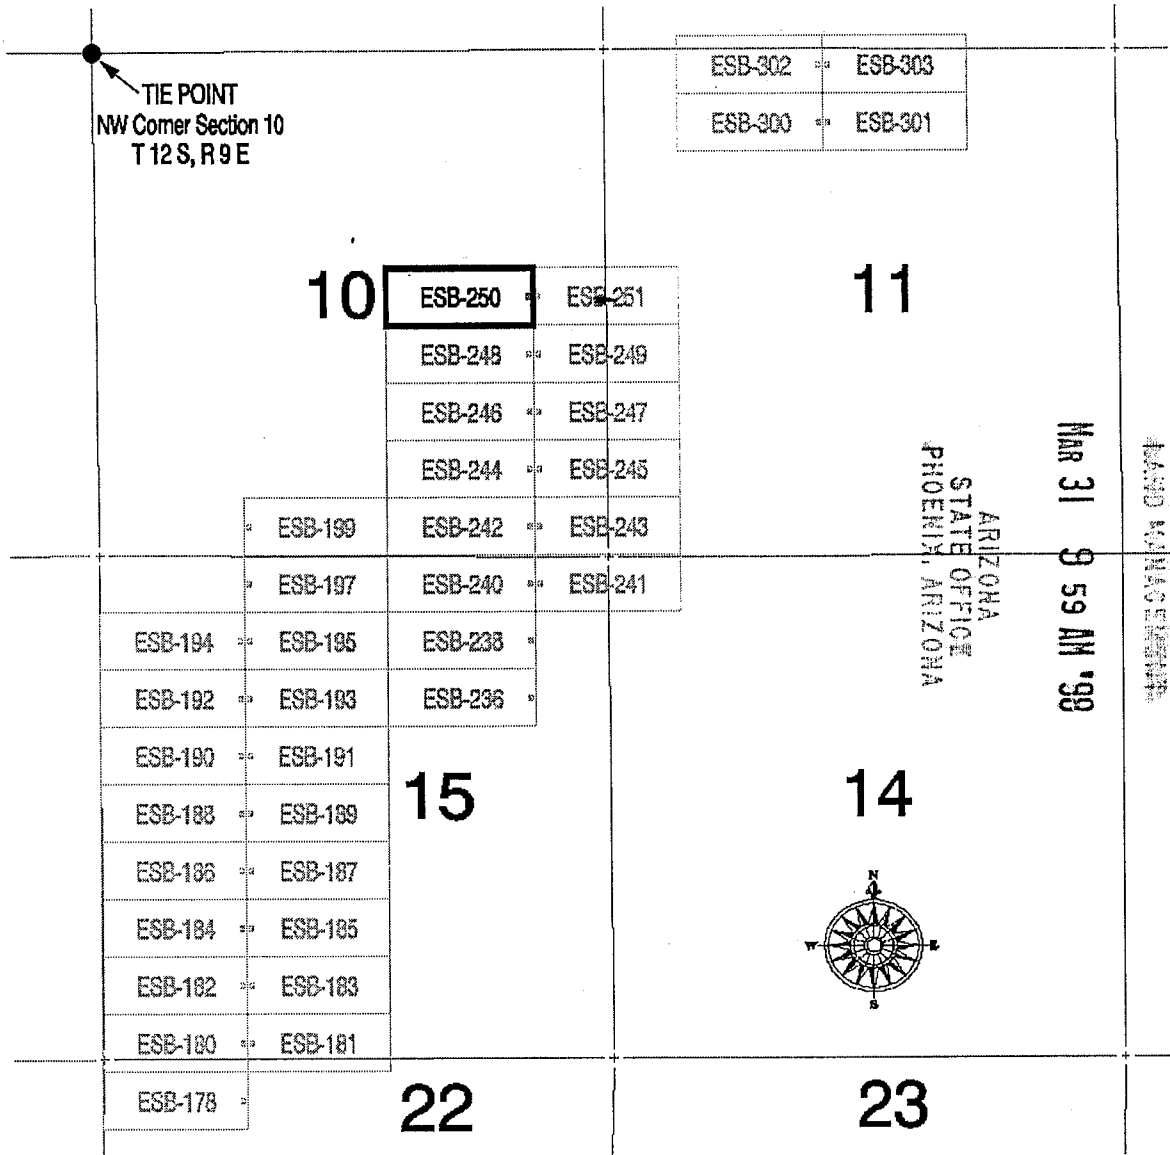 TIE POINT
NW Corner Section 10
T 12 S, R 9 E
ESB-302 ESB-303
ESB-300 ESB-301
10
11
ESB-250 ESB-251
ESB-248 ESB-249
ESB-246 ESB-247
ESB-244 ESB-245
ESB-199 ESB-242 ESB-243
ESB-197 ESB-240 ESB-241
ESB-194 ESB-195 ESB-238
ESB-192 ESB-193 ESB-236
ESB-190 ESB-191
ESB-188 ESB-189
ESB-186 ESB-187
ESB-184 ESB-185
ESB-182 ESB-183
ESB-180 ESB-181
ESB-178
15
14
22
23
N
W E
S
LAND MANAGEMENT
MAR 31 9 59 AM '98
ARIZONA
STATE OFFICE
PHOENIX, ARIZONA